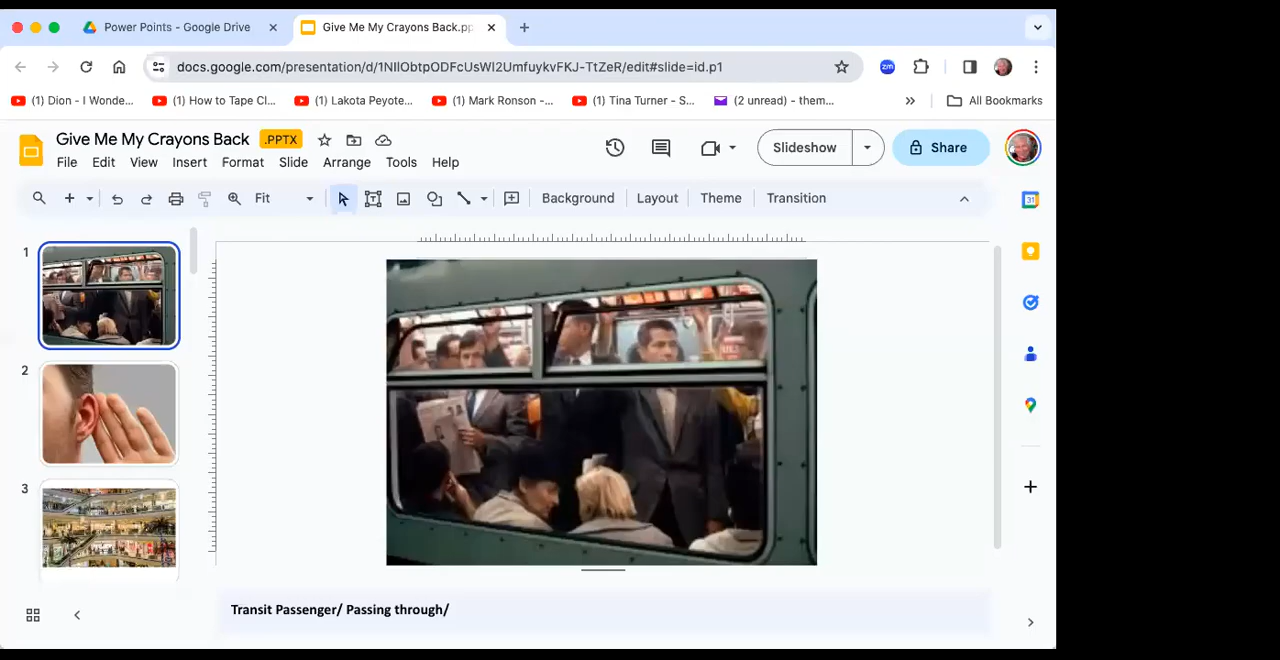 Power Points - Google Drive
Give Me My Crayons Back.pp
docs.google.com/presentation/d/1NIlObtpODFcUsWI2UmfuykvFKJ-TtZeR/edit#slide=id.p1
zm
(1) Dion - I Wonde...
(1) How to Tape Cl...
(1) Lakota Peyote...
(1) Mark Ronson -...
(1) Tina Turner - S...
(2 unread) - them...
All Bookmarks
Give My My Crayons Back .PPTX
File Edit View Insert Format Slide Arrange Tools Help
Slideshow
Share
Fit
Background
Layout
Theme
Transition
31
1
2
3
Transit Passenger/ Passing through/